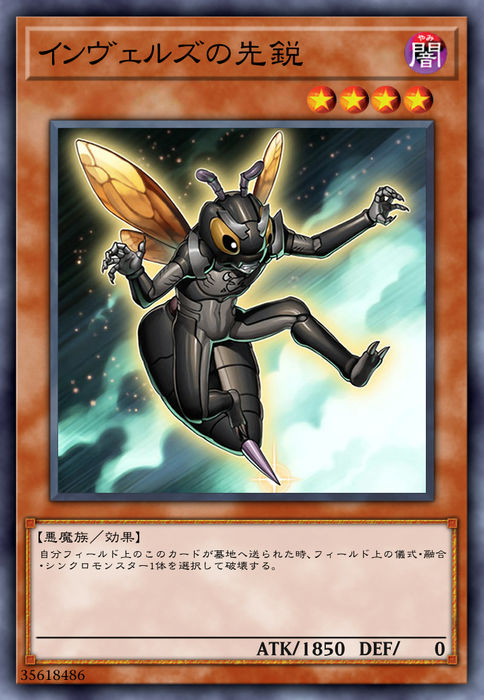 インヴェルズの先鋭
やみ
闇
【悪魔族／効果】
自分フィールド上のこのカードが墓地へ送られた時、フィールド上の儀式・融合
・シンクロモンスター1体を選択して破壊する。
ATK/1850 DEF/ 0
35618486